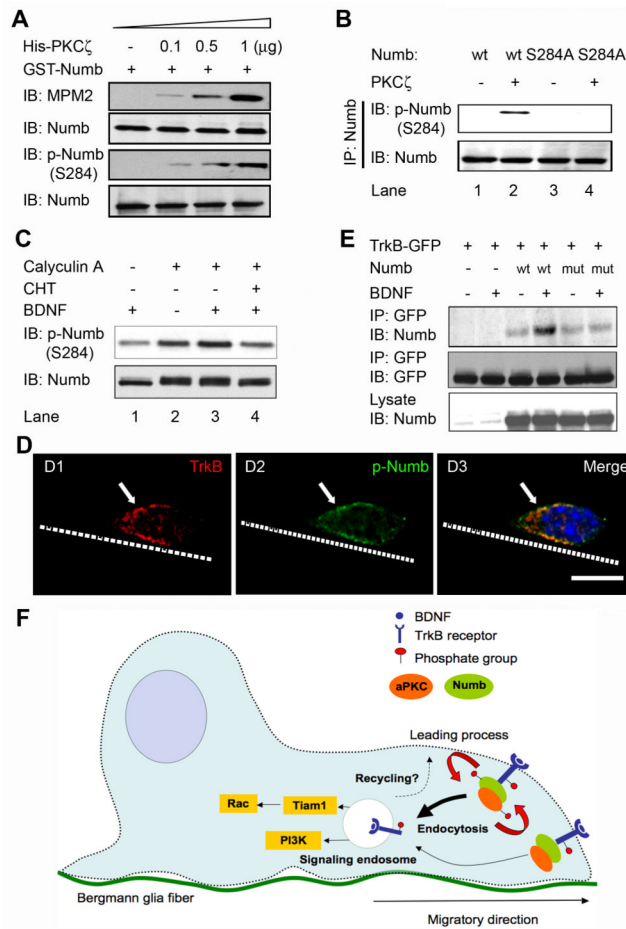 A
His-PKCζ - 0.1 0.5 1 (μg)
GST-Numb + + + +
IB: MPM2
IB: Numb
IB: p-Numb
(S284)
IB: Numb
B
Numb: wt wt S284A S284A
PKCζ - + - +
IP: Numb
IB: p-Numb
(S284)
IB: Numb
Lane 1 2 3 4
C
Calyculin A - + + +
CHT +
BDNF + - + +
IB: p-Numb
(S284)
IB: Numb
Lane 1 2 3 4
E
TrkB-GFP + + + + + +
Numb - - wt wt mut mut
BDNF - + - + - +
IP: GFP
IB: Numb
IP: GFP
IB: GFP
Lysate
IB: Numb
D
D1 TrkB
D2 p-Numb
D3 Merge
F
BDNF
TrkB receptor
Phosphate group
aPKC Numb
Leading process
Recycling?
Rac Tiam1
PI3K
Endocytosis
Signaling endosome
Bergmann glia fiber
Migratory direction